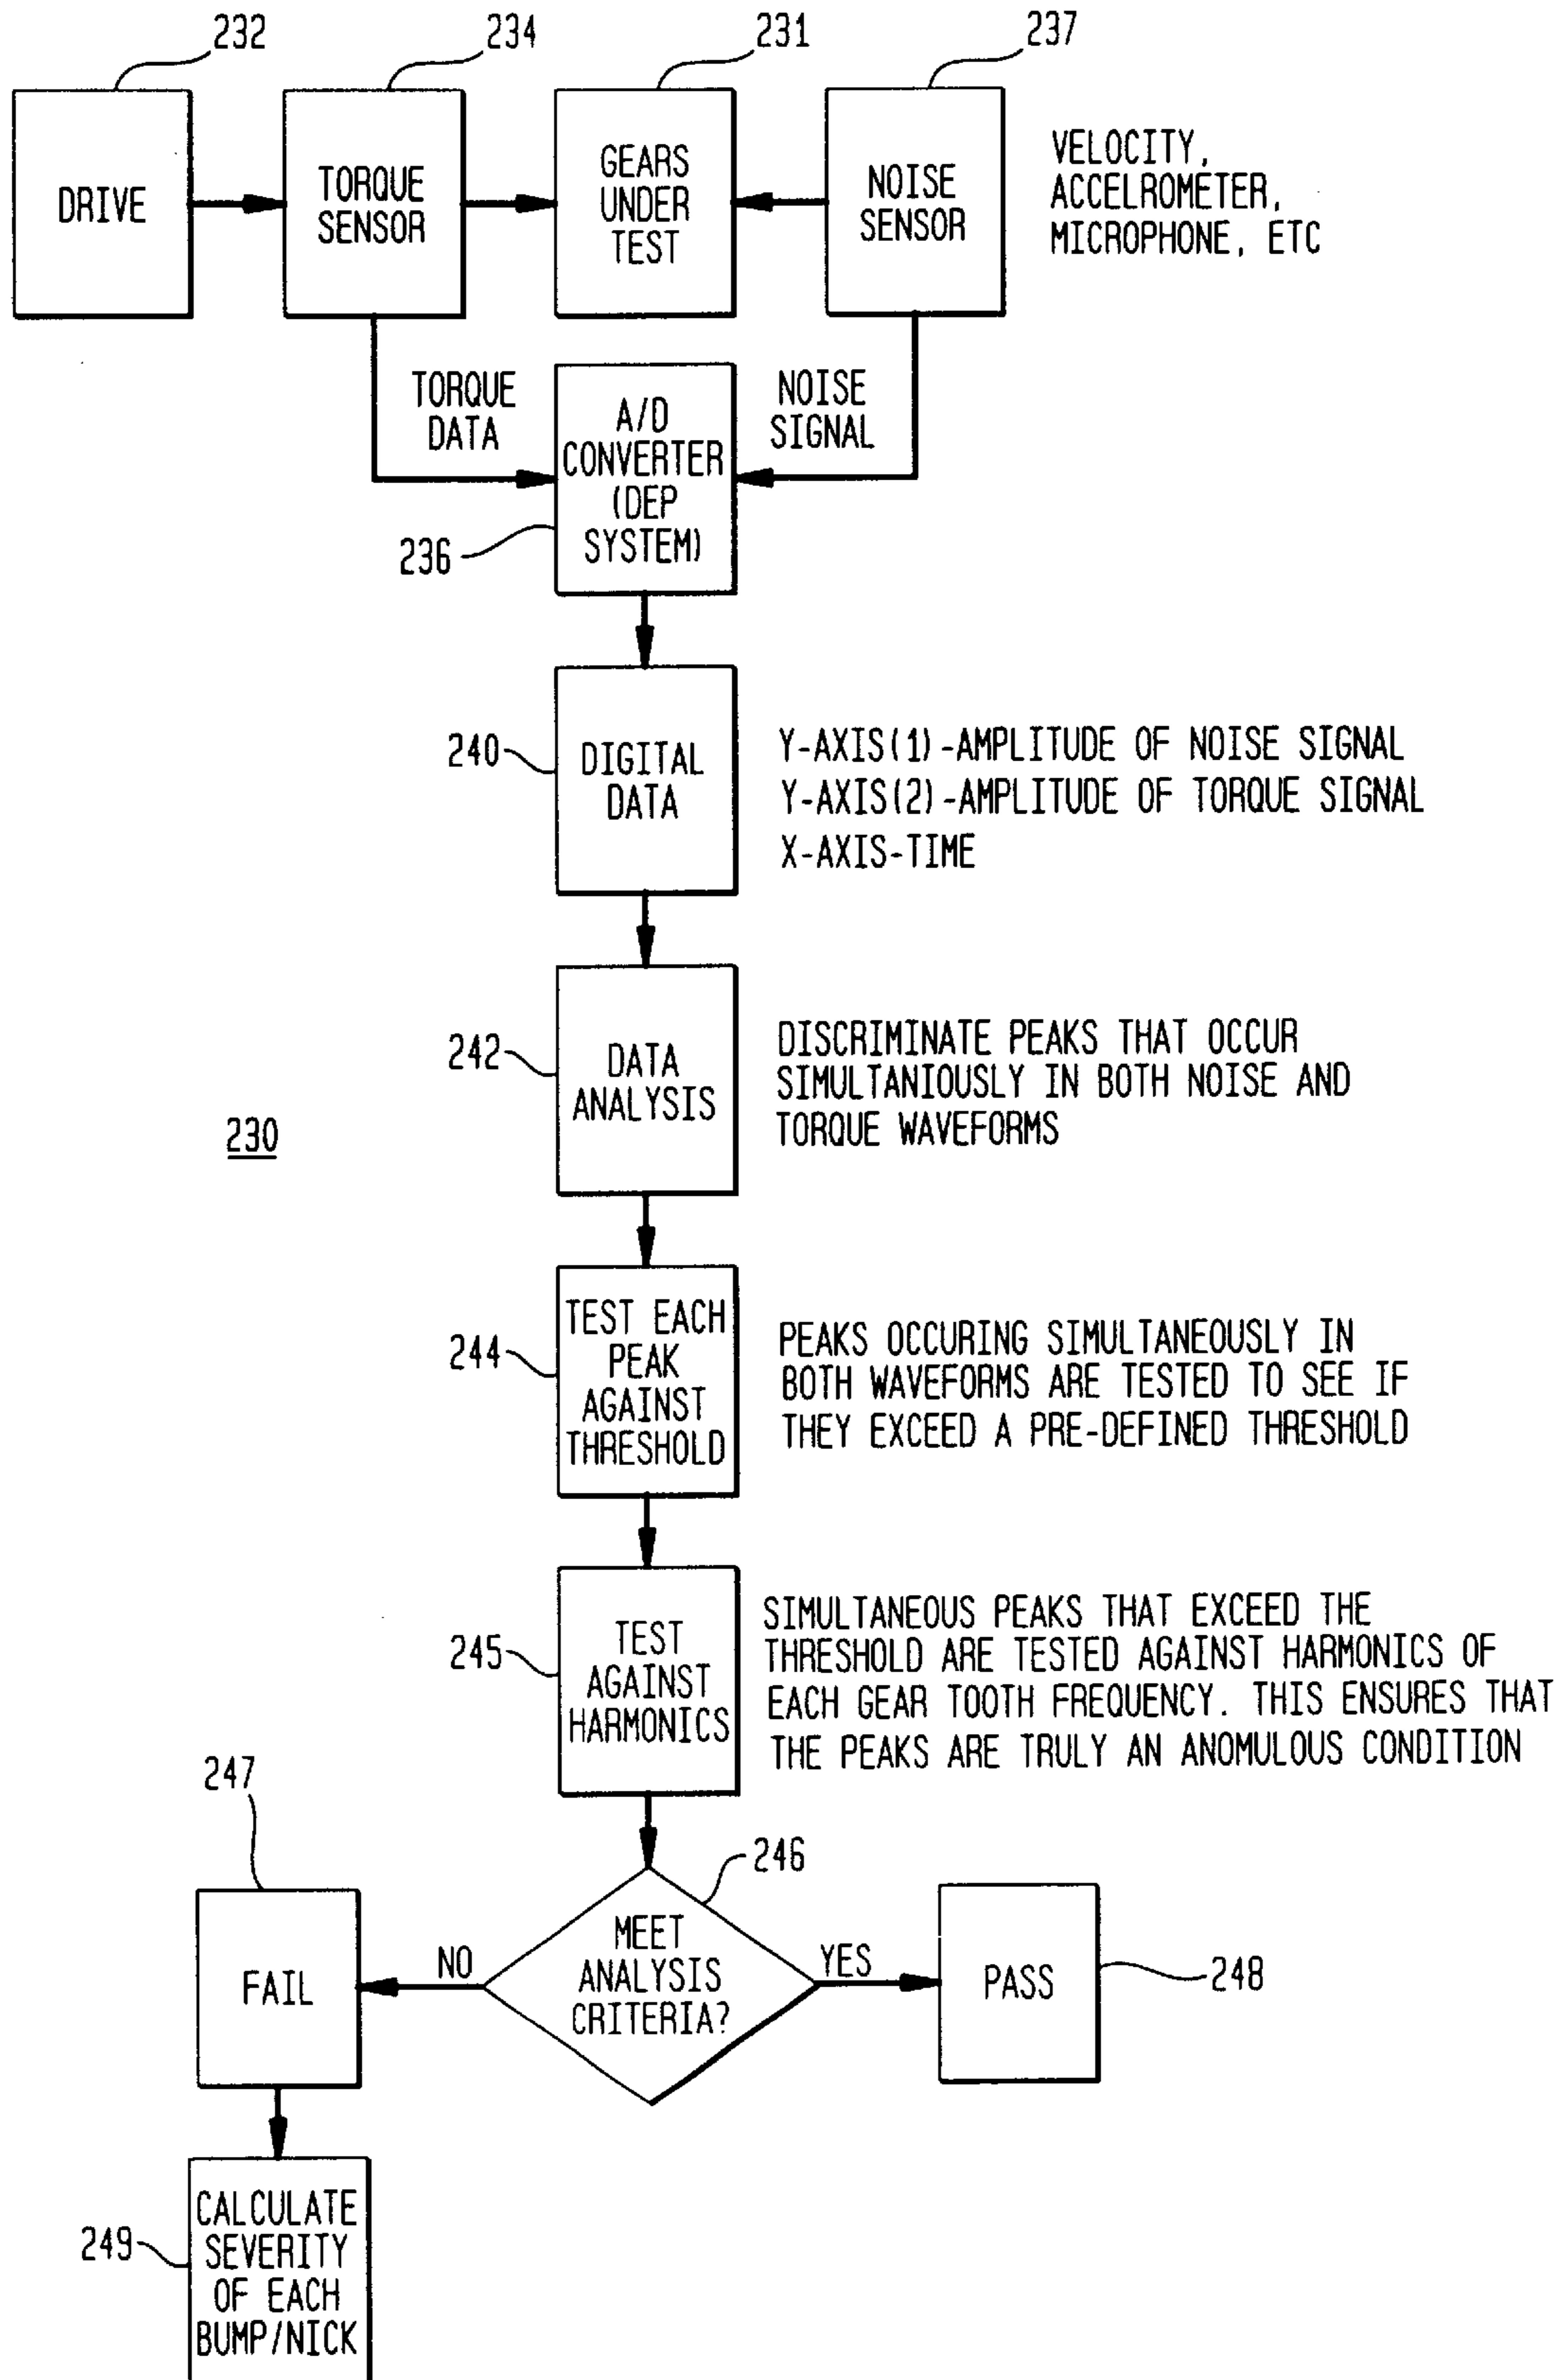 232
234
231
237
DRIVE
TORQUE
SENSOR
GEARS
UNDER
TEST
NOISE
SENSOR
VELOCITY,
ACCELROMETER,
MICROPHONE, ETC
TORQUE
DATA
A/D
CONVERTER
(DEP
SYSTEM)
NOISE
SIGNAL
236
240
DIGITAL
DATA
Y-AXIS(1)-AMPLITUDE OF NOISE SIGNAL
Y-AXIS(2)-AMPLITUDE OF TORQUE SIGNAL
X-AXIS-TIME
242
DATA
ANALYSIS
DISCRIMINATE PEAKS THAT OCCUR
SIMULTANIOUSLY IN BOTH NOISE AND
TORQUE WAVEFORMS
230
244
TEST EACH
PEAK
AGAINST
THRESHOLD
PEAKS OCCURING SIMULTANEOUSLY IN
BOTH WAVEFORMS ARE TESTED TO SEE IF
THEY EXCEED A PRE-DEFINED THRESHOLD
245
TEST
AGAINST
HARMONICS
SIMULTANEOUS PEAKS THAT EXCEED THE
THRESHOLD ARE TESTED AGAINST HARMONICS OF
EACH GEAR TOOTH FREQUENCY. THIS ENSURES THAT
THE PEAKS ARE TRULY AN ANOMULOUS CONDITION
247
246
FAIL
NO
MEET
ANALYSIS
CRITERIA?
YES
PASS
248
249
CALCULATE
SEVERITY
OF EACH
BUMP/NICK